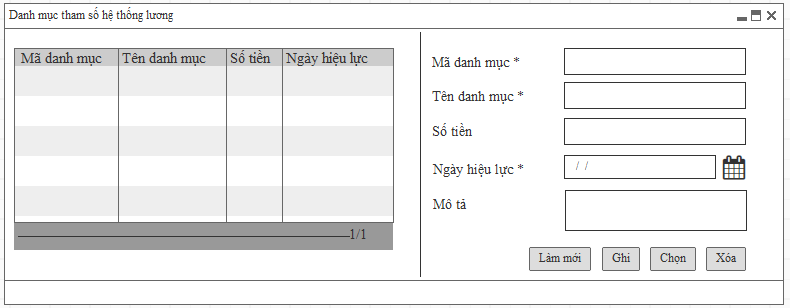 Danh mục tham số hệ thống lương
Mã danh mục Tên danh mục Số tiền Ngày hiệu lực
1/1
Mã danh mục *
Tên danh mục *
Số tiền
Ngày hiệu lực *
/ /
Mô tả
Làm mới Ghi Chọn Xóa